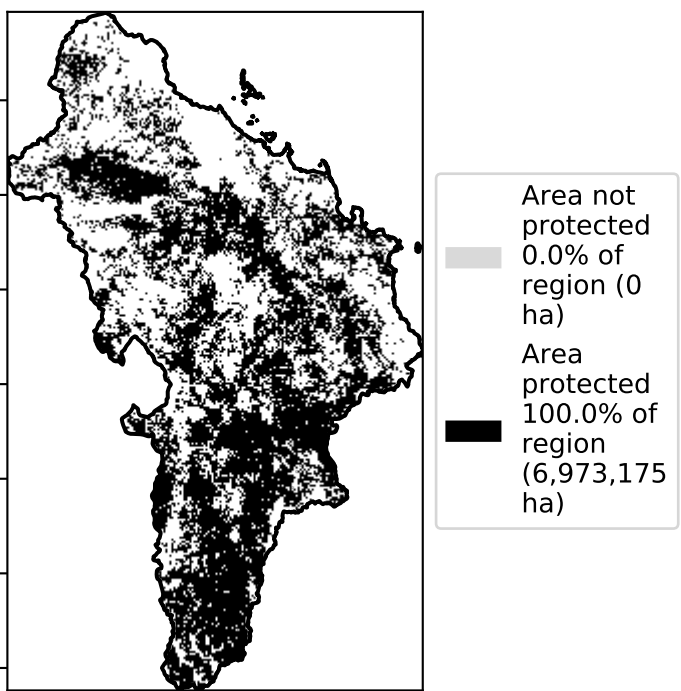 Area not
protected
0.0% of
region (0
ha)
Area
protected
100.0% of
region
(6,973,175
ha)